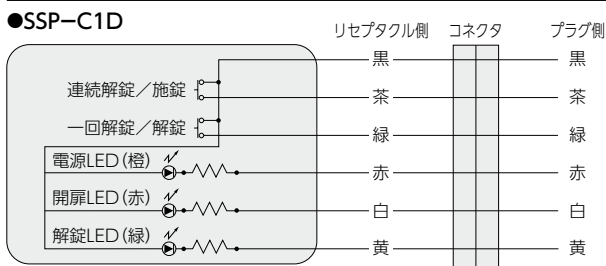 ●SSP−C1D
リセプタクル側 コネクタ プラグ側
黒 黒
連続解錠／施錠 茶 茶
一回解錠／解錠 緑 緑
電源LED（橙） 赤 赤
開扉LED（赤） 白 白
解錠LED（緑） 黄 黄